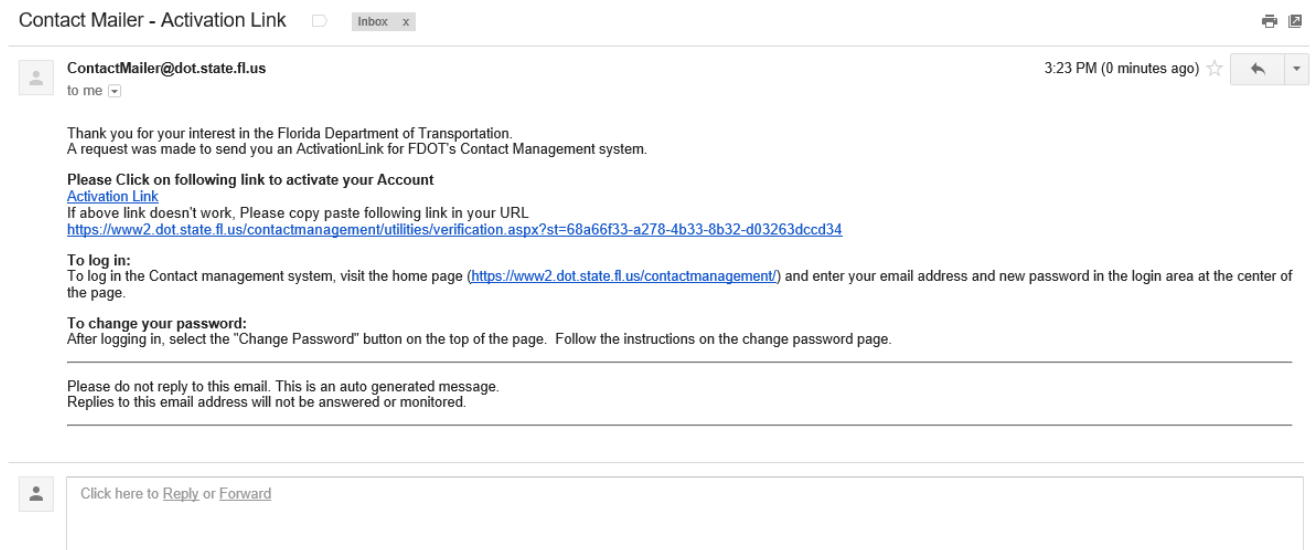 Contact Mailer - Activation Link
Inbox x
ContactMailer@dot.state.fl.us
3:23 PM (0 minutes ago)
to me
Thank you for your interest in the Florida Department of Transportation.
A request was made to send you an ActivationLink for FDOT's Contact Management system.
Please Click on following link to activate your Account
Activation Link
If above link doesn't work, Please copy paste following link in your URL
https://www2.dot.state.fl.us/contactmanagement/utilities/verification.aspx?st=68a66f33-a278-4b33-8b32-d03263dccd34
To log in:
To log in the Contact management system, visit the home page (https://www2.dot.state.fl.us/contactmanagement/) and enter your email address and new password in the login area at the center of
the page.
To change your password:
After logging in, select the "Change Password" button on the top of the page.  Follow the instructions on the change password page.
Please do not reply to this email. This is an auto generated message.
Replies to this email address will not be answered or monitored.
Click here to Reply or Forward